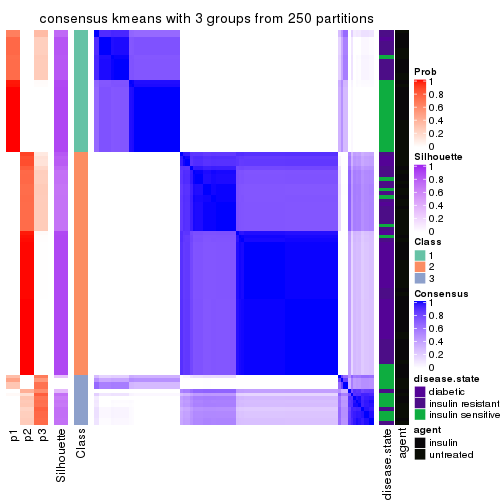 consensus kmeans with 3 groups from 250 partitions
Prob
1
0.8
0.6
0.4
0.2
0
Silhouette
1
0.8
0.6
0.4
0.2
0
Class
1
2
3
Consensus
1
0.8
0.6
0.4
0.2
0
disease.state
diabetic
insulin resistant
insulin sensitive
agent
insulin
untreated
p1
p2
p3
Silhouette
Class
disease.state
agent